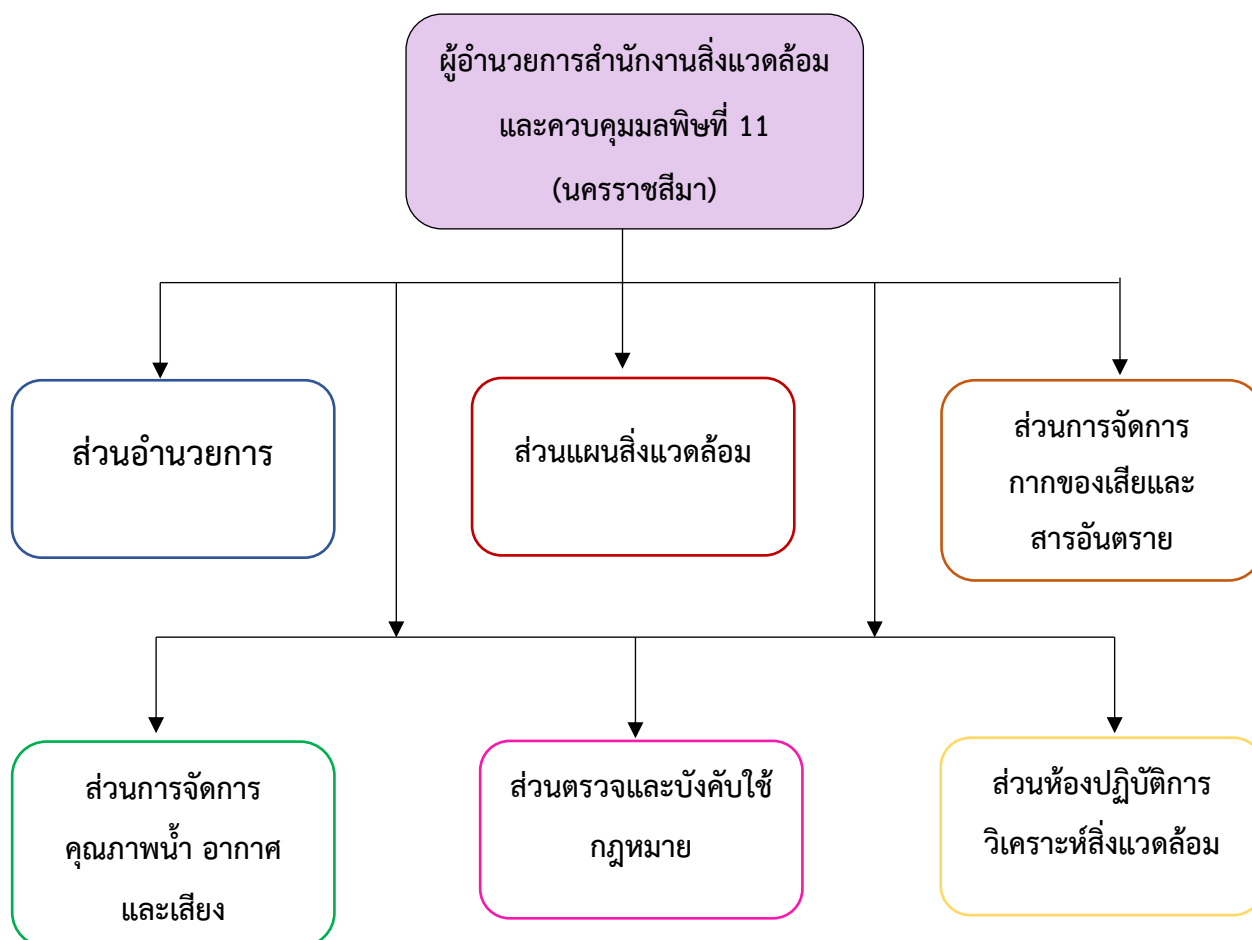 ผู้อำนวยการสำนักงานสิ่งแวดล้อม
และควบคุมมลพิษที่ 11
(นครราชสีมา)
ส่วนอำนวยการ
ส่วนแผนสิ่งแวดล้อม
ส่วนการจัดการ
กากของเสียและ
สารอันตราย
ส่วนการจัดการ
คุณภาพน้ำ อากาศ
และเสียง
ส่วนตรวจและบังคับใช้
กฎหมาย
ส่วนห้องปฏิบัติการ
วิเคราะห์สิ่งแวดล้อม